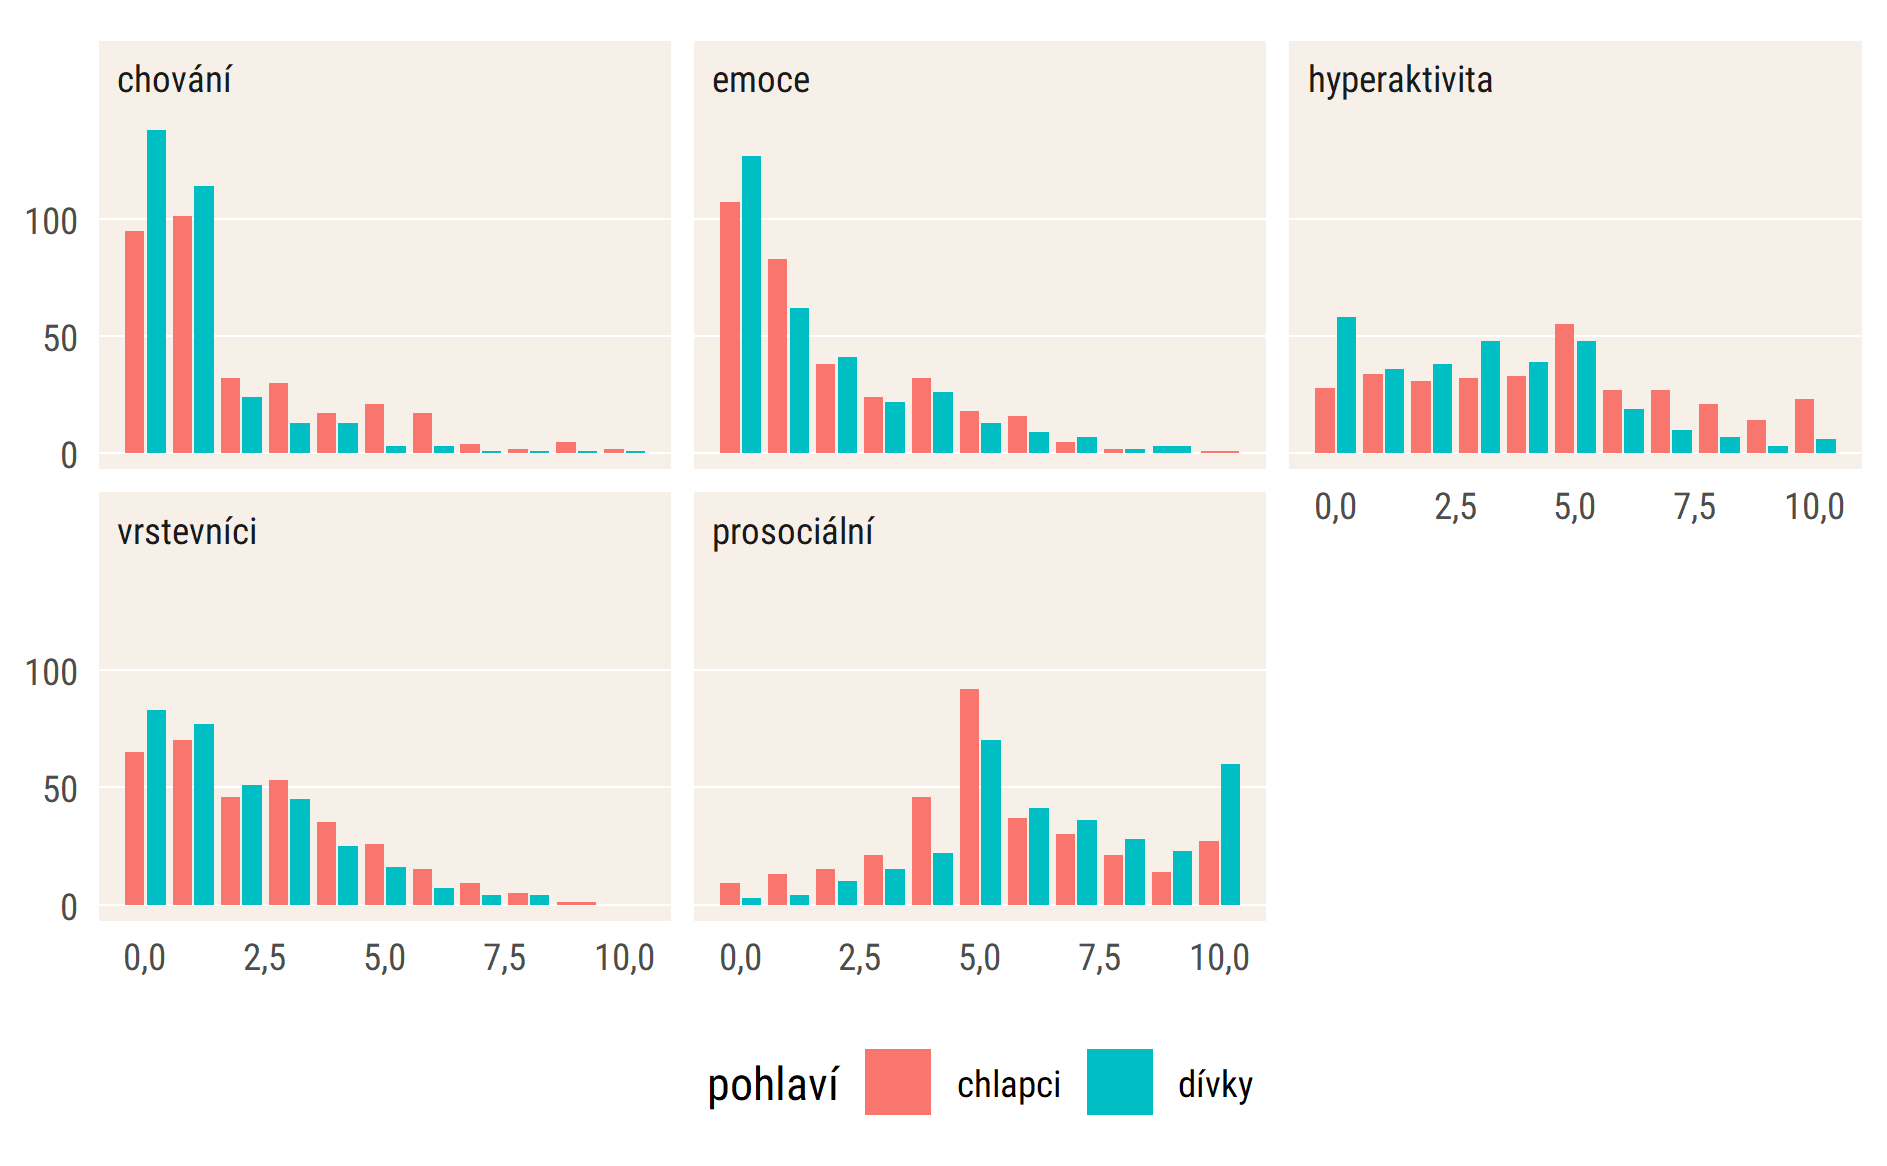 chování
emoce
hyperaktivita
100
50
0
0,0 2,5 5,0 7,5 10,0
vrstevníci
prosociální
100
50
0
0,0 2,5 5,0 7,5 10,0
0,0 2,5 5,0 7,5 10,0
pohlaví chlapci dívky